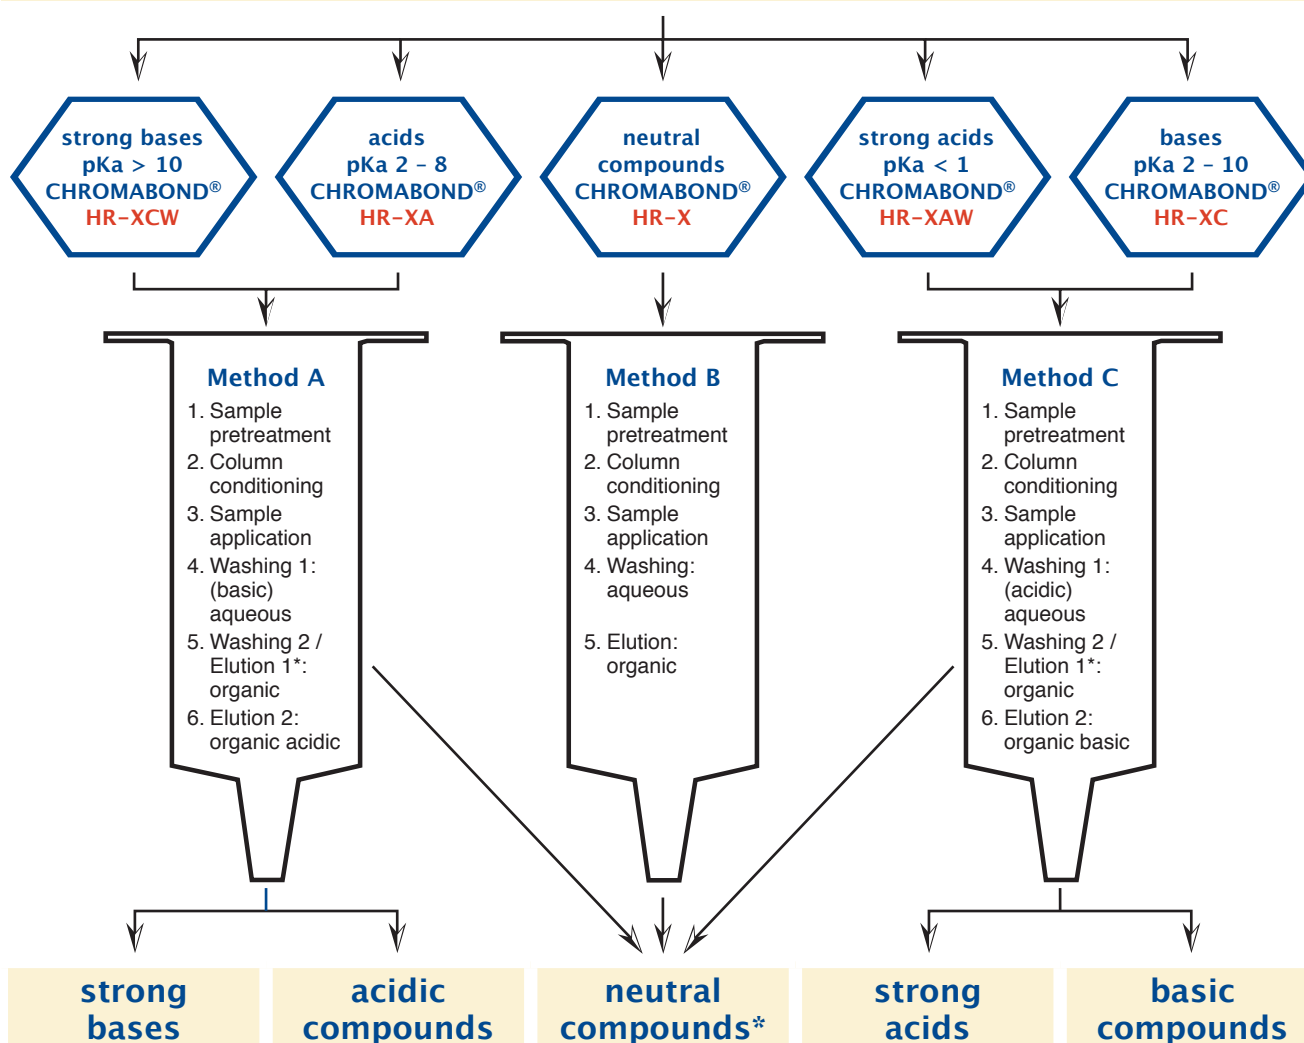 strong bases
pKa > 10
CHROMABOND®
HR-XCW
acids
pKa 2 – 8
CHROMABOND®
HR-XA
neutral
compounds
CHROMABOND®
HR-X
strong acids
pKa < 1
CHROMABOND®
HR-XAW
bases
pKa 2 – 10
CHROMABOND®
HR-XC
Method A
1. Sample
pretreatment
2. Column
conditioning
3. Sample
application
4. Washing 1:
(basic)
aqueous
5. Washing 2 /
Elution 1*:
organic
6. Elution 2:
organic acidic
Method B
1. Sample
pretreatment
2. Column
conditioning
3. Sample
application
4. Washing:
aqueous
5. Elution:
organic
Method C
1. Sample
pretreatment
2. Column
conditioning
3. Sample
application
4. Washing 1:
(acidic)
aqueous
5. Washing 2 /
Elution 1*:
organic
6. Elution 2:
organic basic
strong
bases
acidic
compounds
neutral
compounds*
strong
acids
basic
compounds